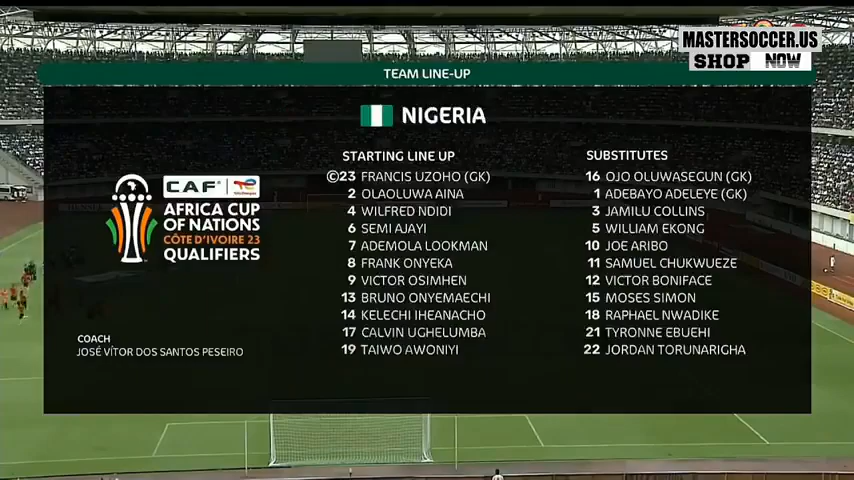 MASTERSOCCER.US
SHOP NOW
TEAM LINE-UP
NIGERIA
STARTING LINE UP
©23 FRANCIS UZOHO (GK)
2 OLAOLUWA AINA
4 WILFRED NDIDI
6 SEMI AJAYI
7 ADEMOLA LOOKMAN
8 FRANK ONYEKA
9 VICTOR OSIMHEN
13 BRUNO ONYEMAECHI
14 KELECHI IHEANACHO
17 CALVIN UGHELUMBA
19 TAIWO AWONIYI
SUBSTITUTES
16 OJO OLUWASEGUN (GK)
1 ADEBAYO ADELEYE (GK)
3 JAMILU COLLINS
5 WILLIAM EKONG
10 JOE ARIBO
11 SAMUEL CHUKWUEZE
12 VICTOR BONIFACE
15 MOSES SIMON
18 RAPHAEL NWADIKE
21 TYRONNE EBUEHI
22 JORDAN TORUNARIGHA
CAF
AFRICA CUP
OF NATIONS
CÔTE D'IVOIRE 23
QUALIFIERS
COACH
JOSÉ VÍTOR DOS SANTOS PESEIRO